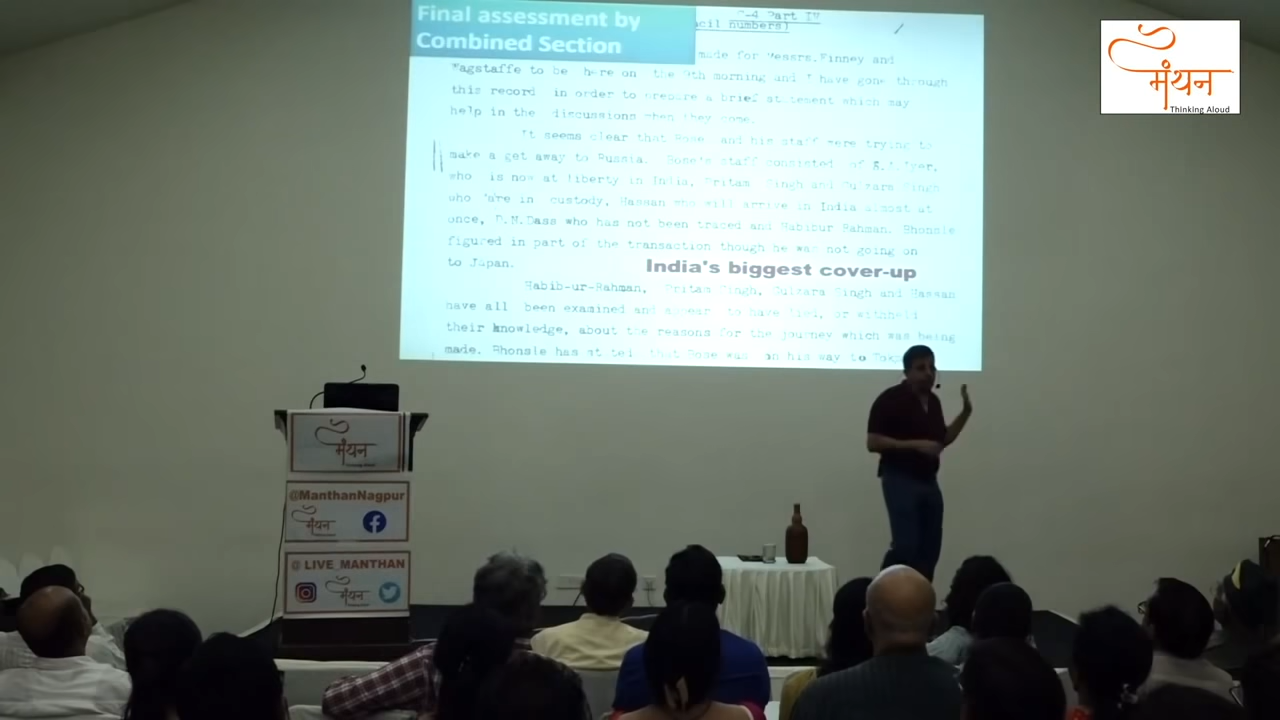 Final assessment by
Combined Section
Part IV
numbers)
made for Messrs. Finney and
Wagstaffe to be here on the 9th morning and I have gone through
this record in order to prepare a brief statement which may
help in the discussions when they come.
It seems clear that Bose and his staff were trying to
make a get away to Russia. Bose's staff consisted of S.A.Iyer,
who is now at liberty in India, Pritam Singh and Gulzara Singh
who are in custody, Hassan who will arrive in India almost at
once, D.N.Dass who has not been traced and Habibur Rahman. Bhonsle
figured in part of the transaction though he was not going on
to Japan.
India's biggest cover-up
Habib-ur-Rahman, Pritam Singh, Gulzara Singh and Hassan
have all been examined and appear to have lied, or withheld
their knowledge, about the reasons for the journey which was being
made. Bhonsle has that Bose was on his way to
मंथन
Thinking Aloud
मंथन
@ManthanNagpur
मंथन
@ LIVE_MANTHAN
मंथन